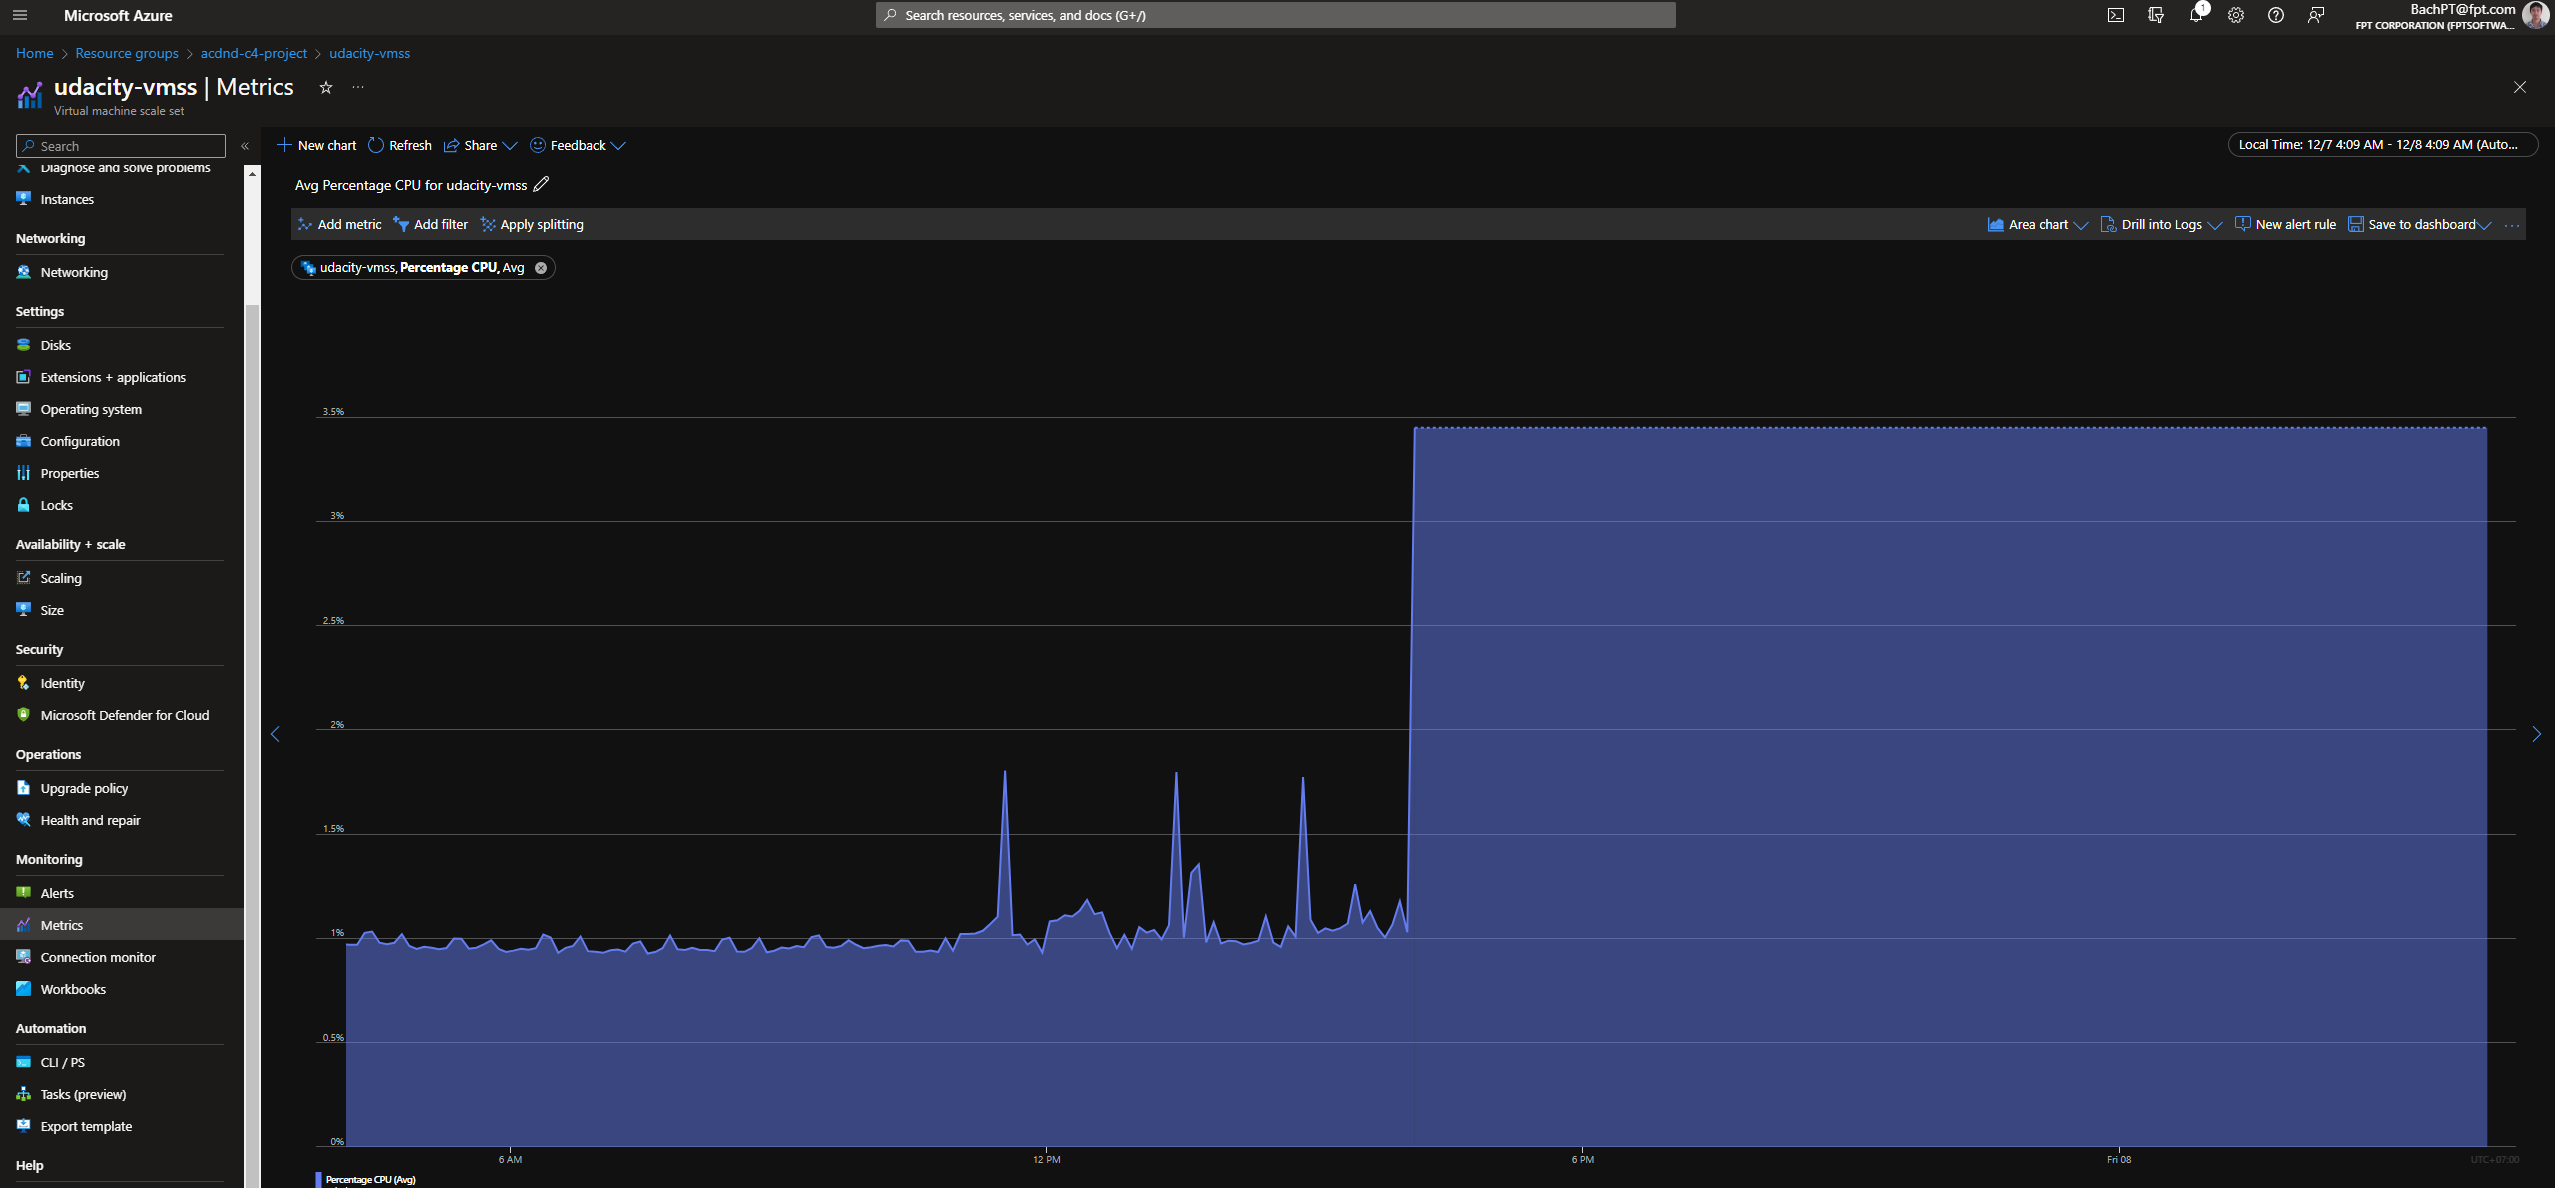 Microsoft Azure
Search resources, services, and docs (G+/)
1
BachPT@fpt.com
FPT CORPORATION (FPTSOFTWA...
Home > Resource groups > acdnd-c4-project > udacity-vmss
udacity-vmss | Metrics
Virtual machine scale set
Search
Diagnose and solve problems
Instances
Networking
Networking
Settings
Disks
Extensions + applications
Operating system
Configuration
Properties
Locks
Availability + scale
Scaling
Size
Security
Identity
Microsoft Defender for Cloud
Operations
Upgrade policy
Health and repair
Monitoring
Alerts
Metrics
Connection monitor
Workbooks
Automation
CLI / PS
Tasks (preview)
Export template
Help
New chart Refresh Share Feedback
Local Time: 12/7 4:09 AM - 12/8 4:09 AM (Auto...
Avg Percentage CPU for udacity-vmss
Add metric Add filter Apply splitting
Area chart Drill into Logs New alert rule Save to dashboard
udacity-vmss, Percentage CPU, Avg
3.5%
3%
2.5%
2%
1.5%
1%
0.5%
0%
6 AM 12 PM 6 PM Fri 08 UTC+07:00
Percentage CPU (Avg)